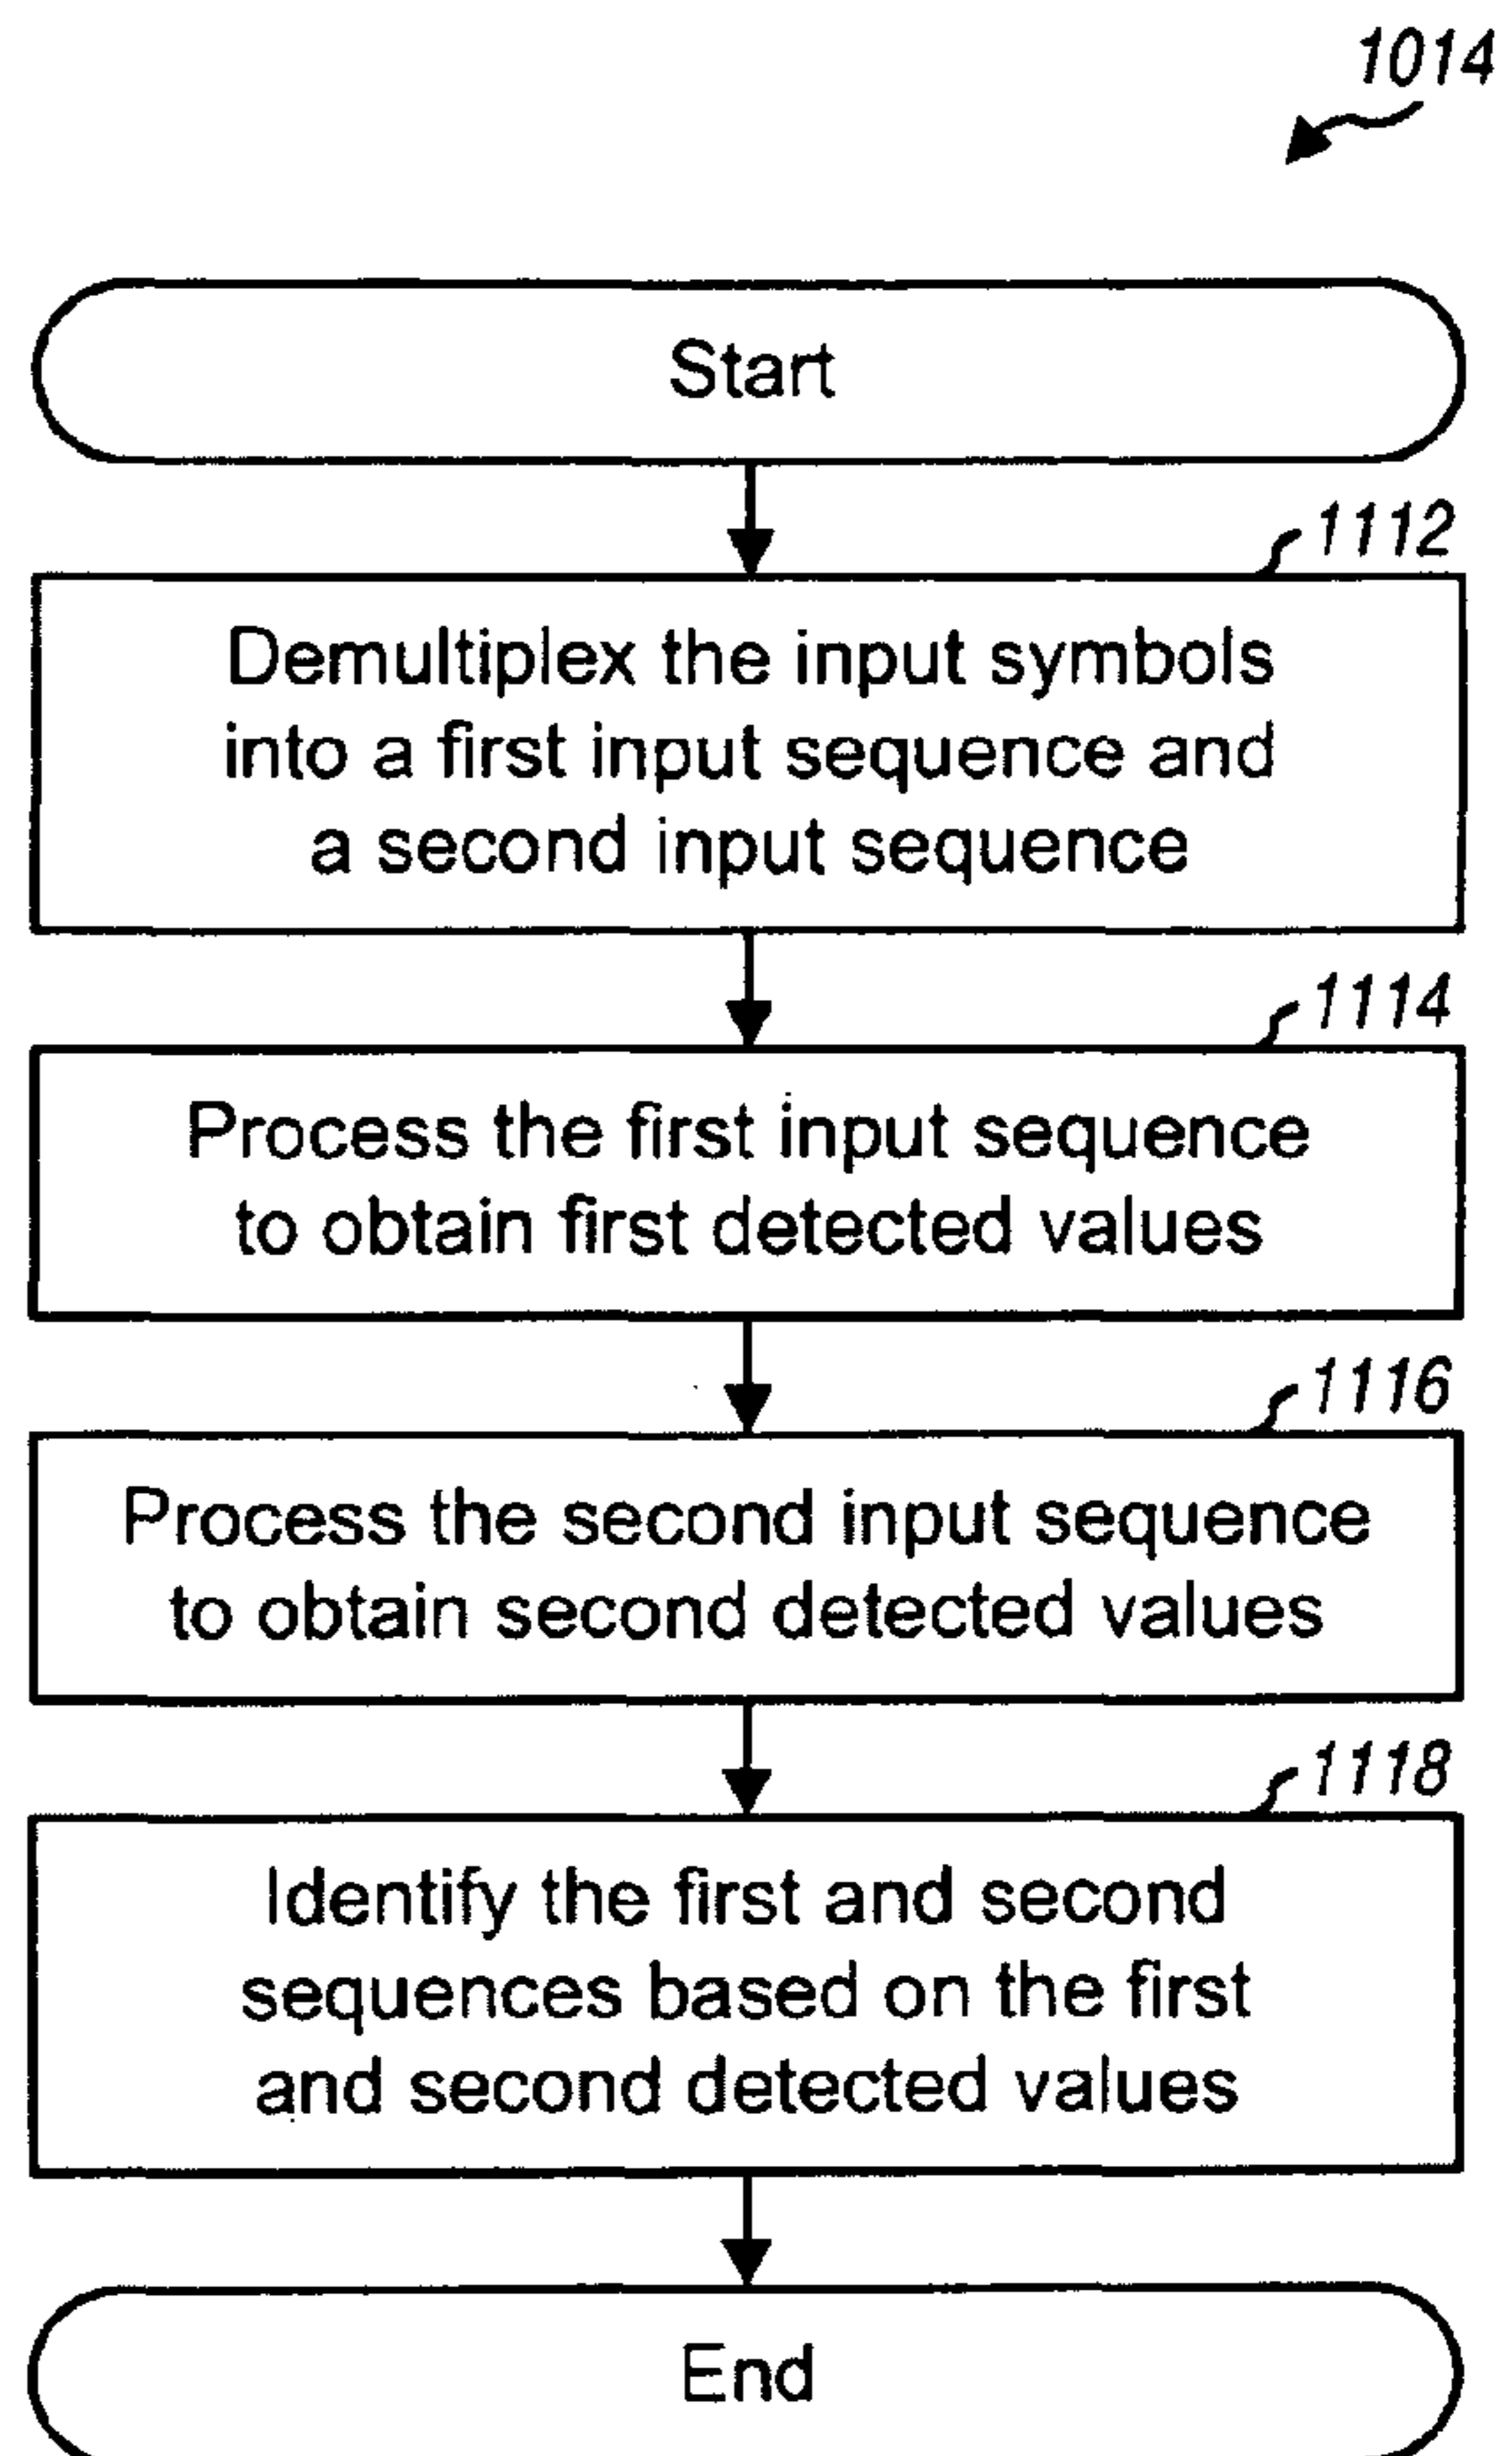 1014
Start
1112
Demultiplex the input symbols
into a first input sequence and
a second input sequence
1114
Process the first input sequence
to obtain first detected values
1116
Process the second input sequence
to obtain second detected values
1118
Identify the first and second
sequences based on the first
and second detected values
End